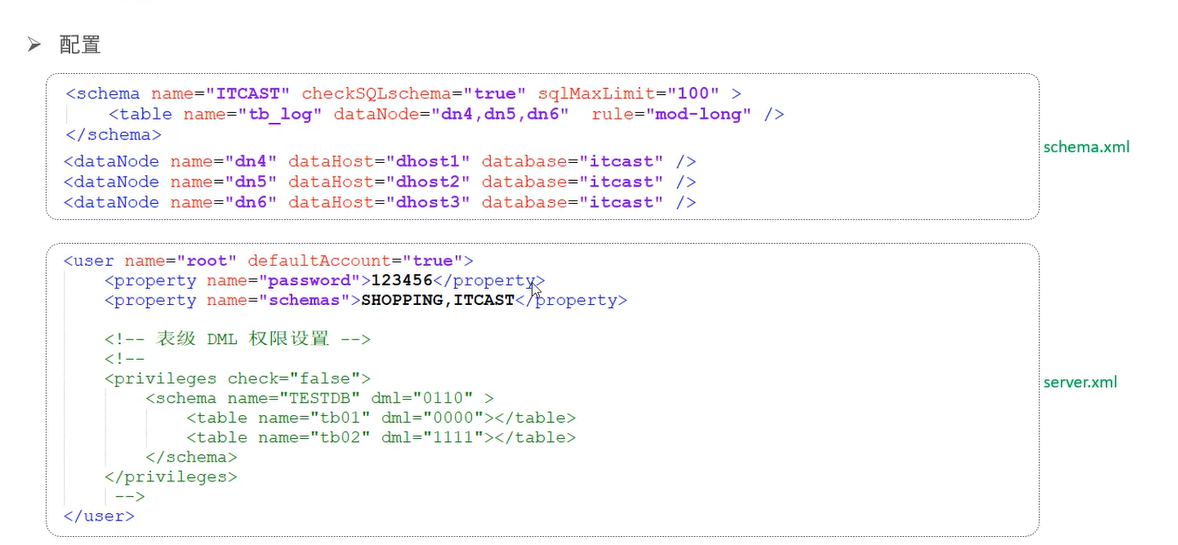 配置
<schema name="ITCAST" checkSQLschema="true" sqlMaxLimit="100" >
<table name="tb_log" dataNode="dn4,dn5,dn6" rule="mod-long" />
</schema>
<dataNode name="dn4" dataHost="dhost1" database="itcast" />
<dataNode name="dn5" dataHost="dhost2" database="itcast" />
<dataNode name="dn6" dataHost="dhost3" database="itcast" />
schema.xml
<user name="root" defaultAccount="true">
<property name="password">123456</property>
<property name="schemas">SHOPPING,ITCAST</property>
<!-- 表级 DML 权限设置 -->
<!--
<privileges check="false">
<schema name="TESTDB" dml="0110" >
<table name="tb01" dml="0000"></table>
<table name="tb02" dml="1111"></table>
</schema>
</privileges>
-->
</user>
server.xml